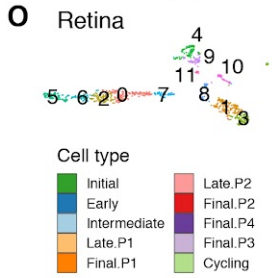 O Retina
4
9
10
11
5 6 2 0 7 8
1
3
Cell type
Initial Late.P2
Early Final.P2
Intermediate Final.P4
Late.P1 Final.P3
Final.P1 Cycling